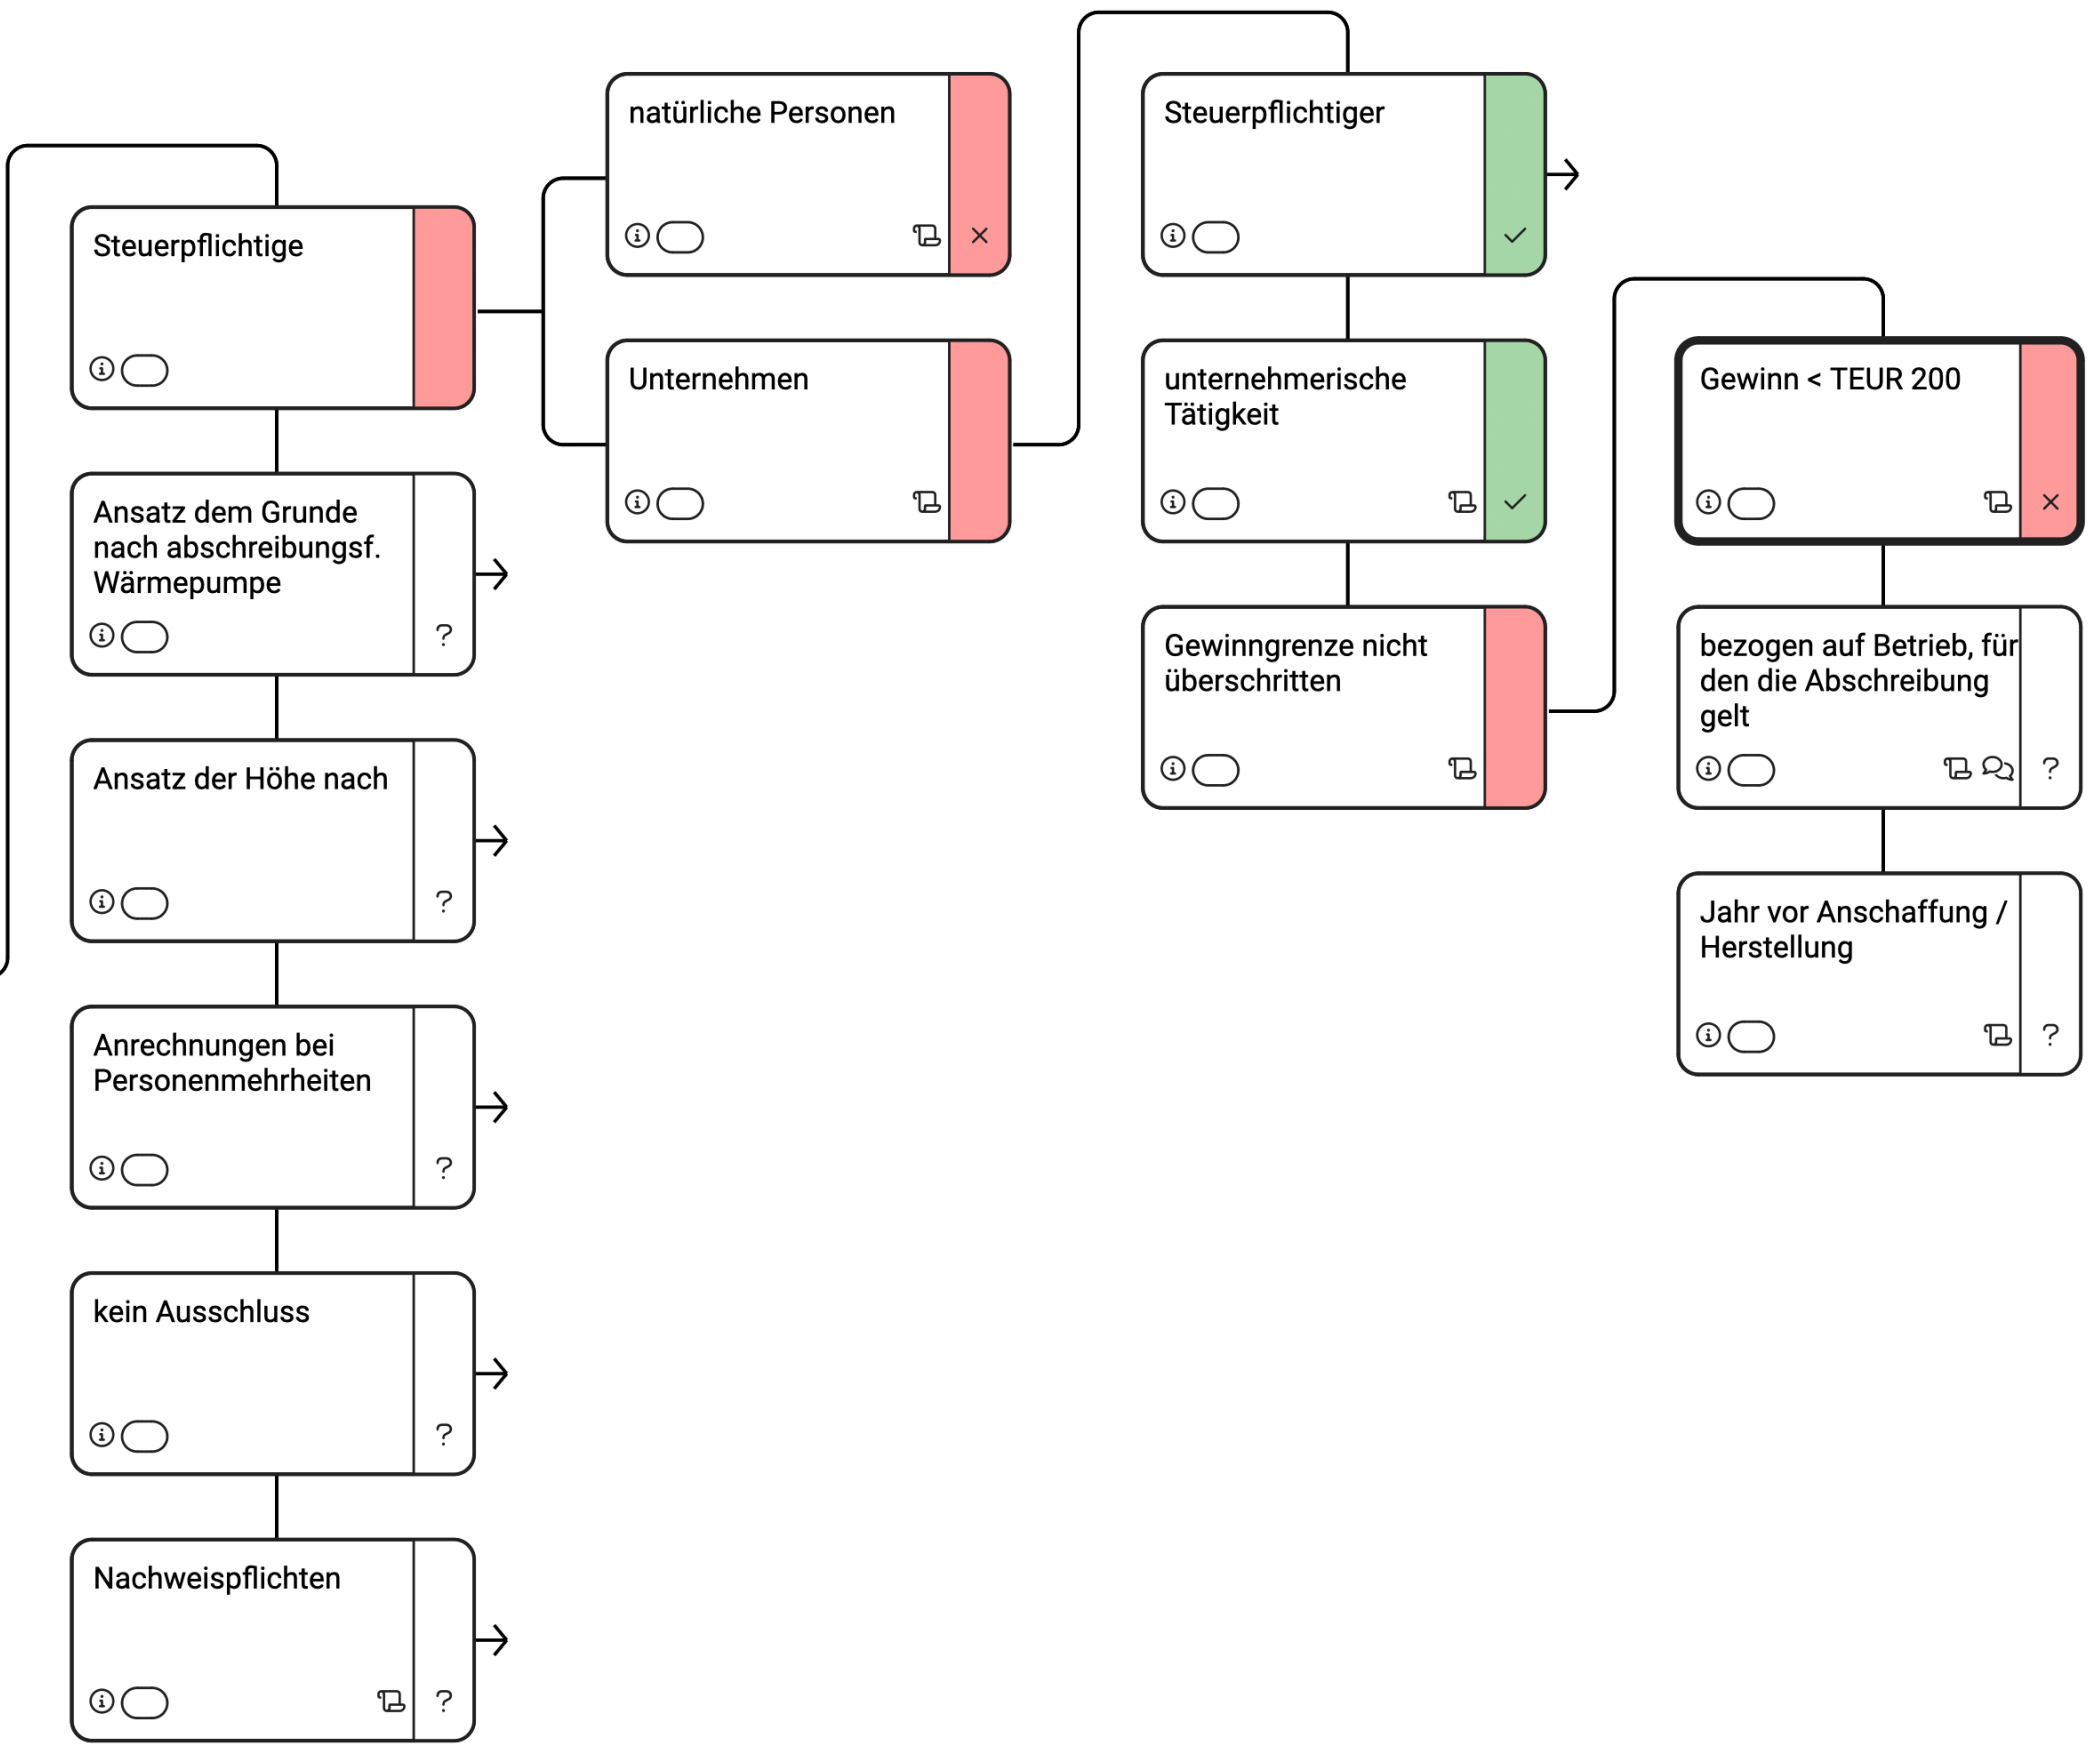 Steuerpflichtige
Ansatz dem Grunde
nach abschreibungsf.
Wärmepumpe
?
Ansatz der Höhe nach
?
Anrechnungen bei
Personenmehrheiten
?
kein Ausschluss
?
Nachweispflichten
?
natürliche Personen
Unternehmen
Steuerpflichtiger
unternehmerische
Tätigkeit
Gewinngrenze nicht
überschritten
Gewinn < TEUR 200
bezogen auf Betrieb, für
den die Abschreibung
gelt
?
Jahr vor Anschaffung /
Herstellung
?